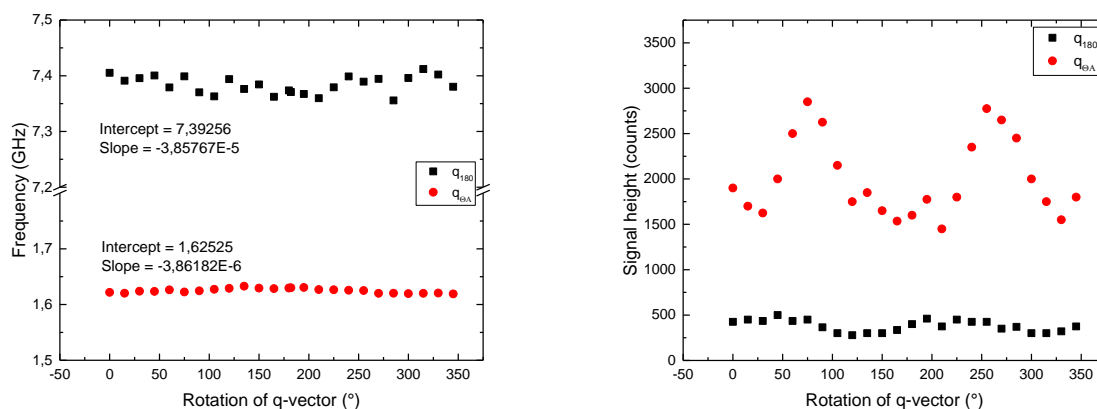 7,5
7,4
7,3
7,2
1,7
1,6
1,5
Frequency (GHz)
Intercept = 7,39256
Slope = -3,85767E-5
q180
qΘA
Intercept = 1,62525
Slope = -3,86182E-6
-50 0 50 100 150 200 250 300 350
Rotation of q-vector (°)
3500
3000
2500
2000
1500
1000
500
0
Signal height (counts)
q180
qΘA
-50 0 50 100 150 200 250 300 350
Rotation of q-vector (°)